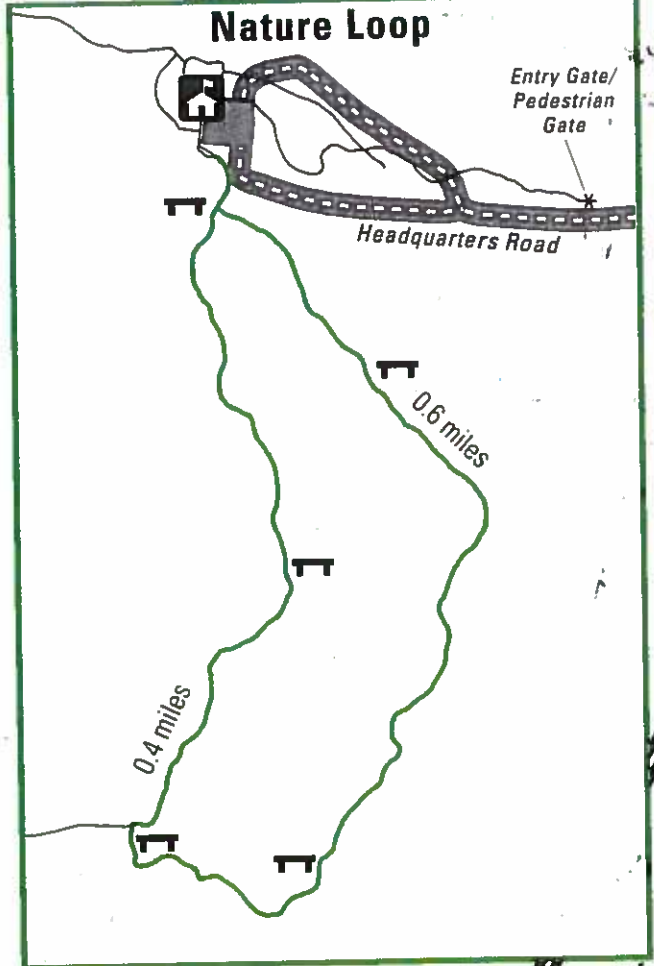 Nature Loop
Entry Gate/
Pedestrian
Gate
Headquarters Road
0.6 miles
0.4 miles